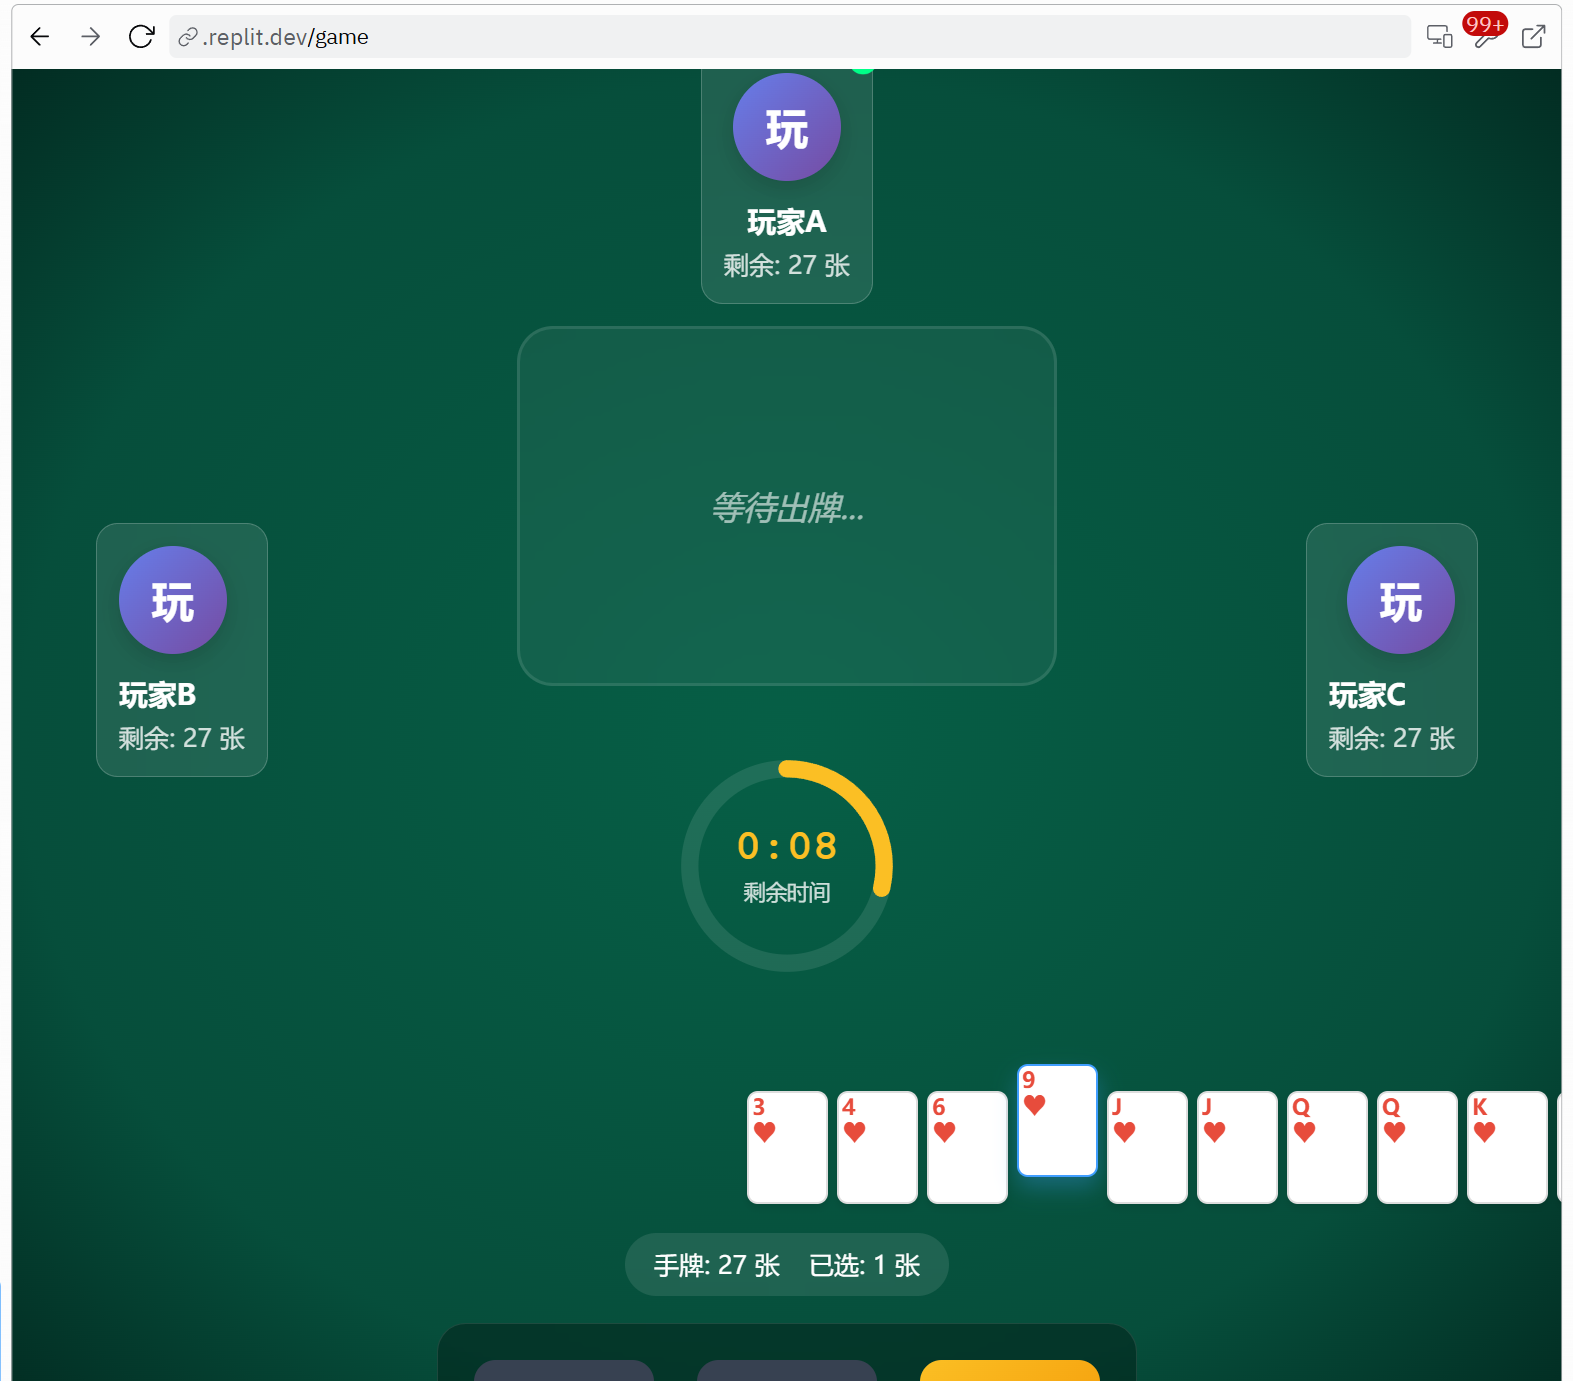 .replit.dev/game
99+
玩
玩家A
剩余: 27 张
等待出牌...
玩
玩家B
剩余: 27 张
玩
玩家C
剩余: 27 张
0:08
剩余时间
3 4 6 9 J J Q Q K
手牌: 27 张 已选: 1 张